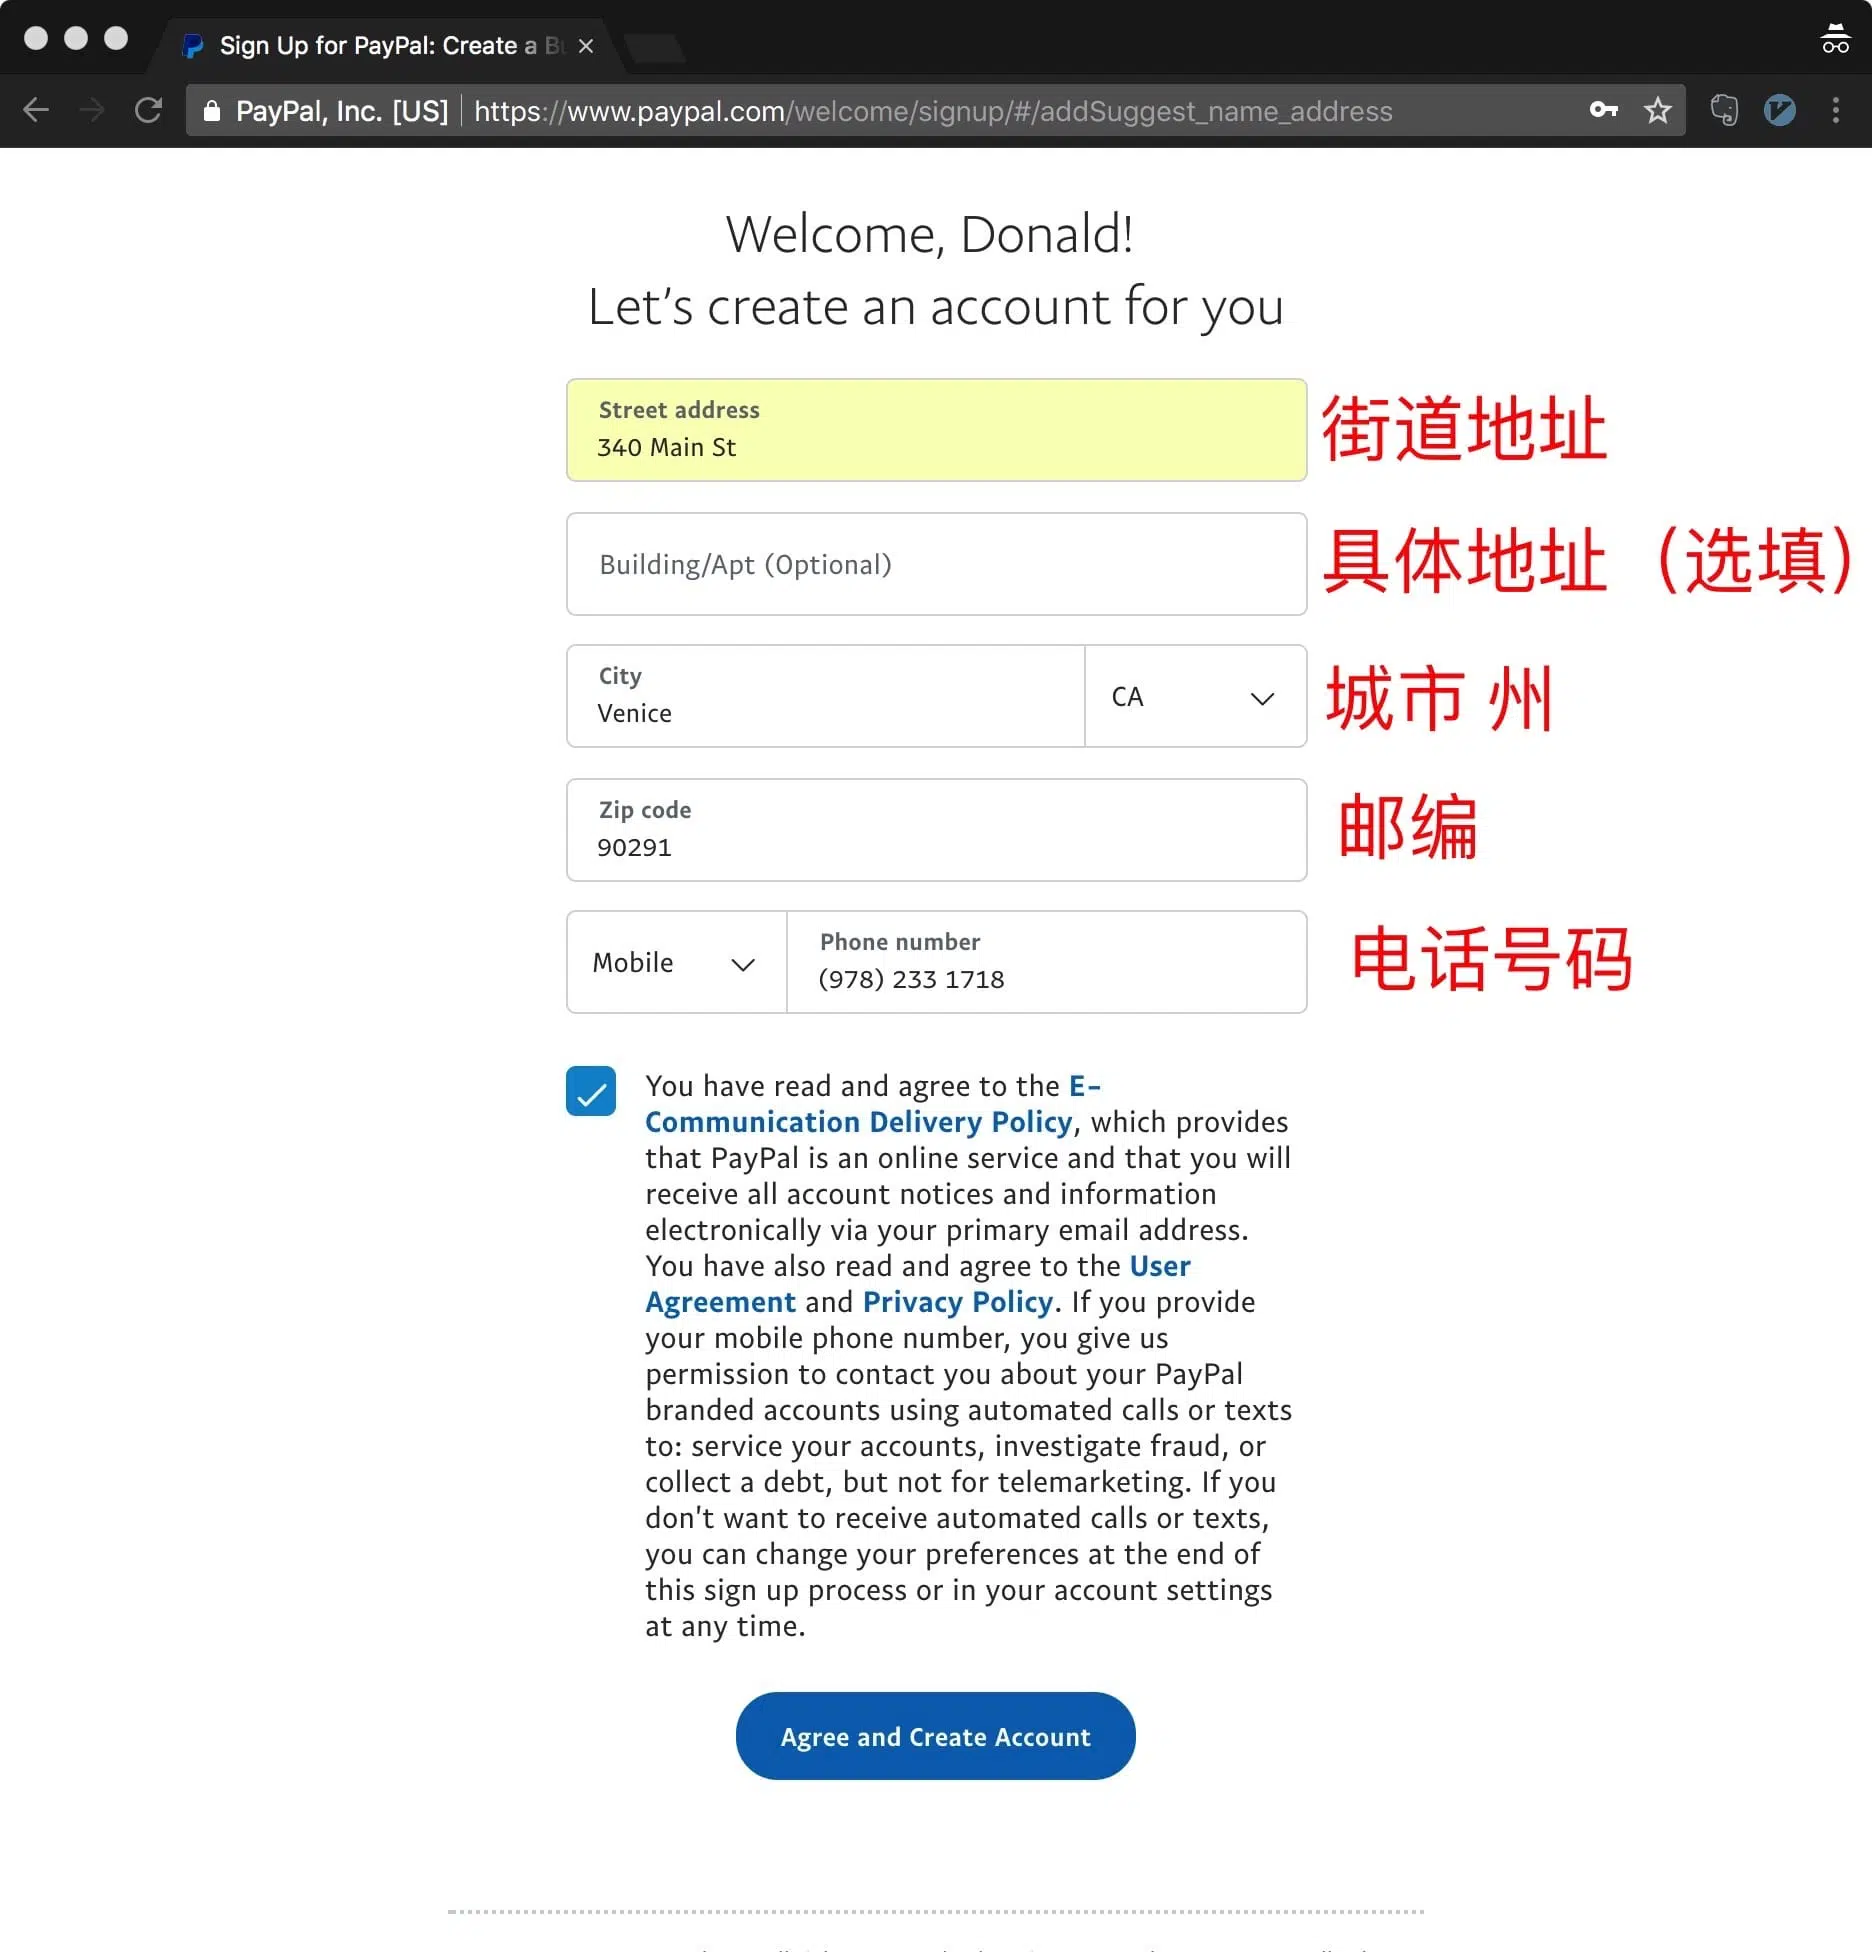 Sign Up for PayPal: Create a Bu
PayPal, Inc. [US] https://www.paypal.com/welcome/signup/#/addSuggest_name_address
Welcome, Donald!
Let's create an account for you
Street address
340 Main St
街道地址
Building/Apt (Optional)
具体地址（选填）
City
Venice
CA
城市 州
Zip code
90291
邮编
Mobile
Phone number
(978) 233 1718
电话号码
You have read and agree to the E-
Communication Delivery Policy, which provides
that PayPal is an online service and that you will
receive all account notices and information
electronically via your primary email address.
You have also read and agree to the User
Agreement and Privacy Policy. If you provide
your mobile phone number, you give us
permission to contact you about your PayPal
branded accounts using automated calls or texts
to: service your accounts, investigate fraud, or
collect a debt, but not for telemarketing. If you
don't want to receive automated calls or texts,
you can change your preferences at the end of
this sign up process or in your account settings
at any time.
Agree and Create Account